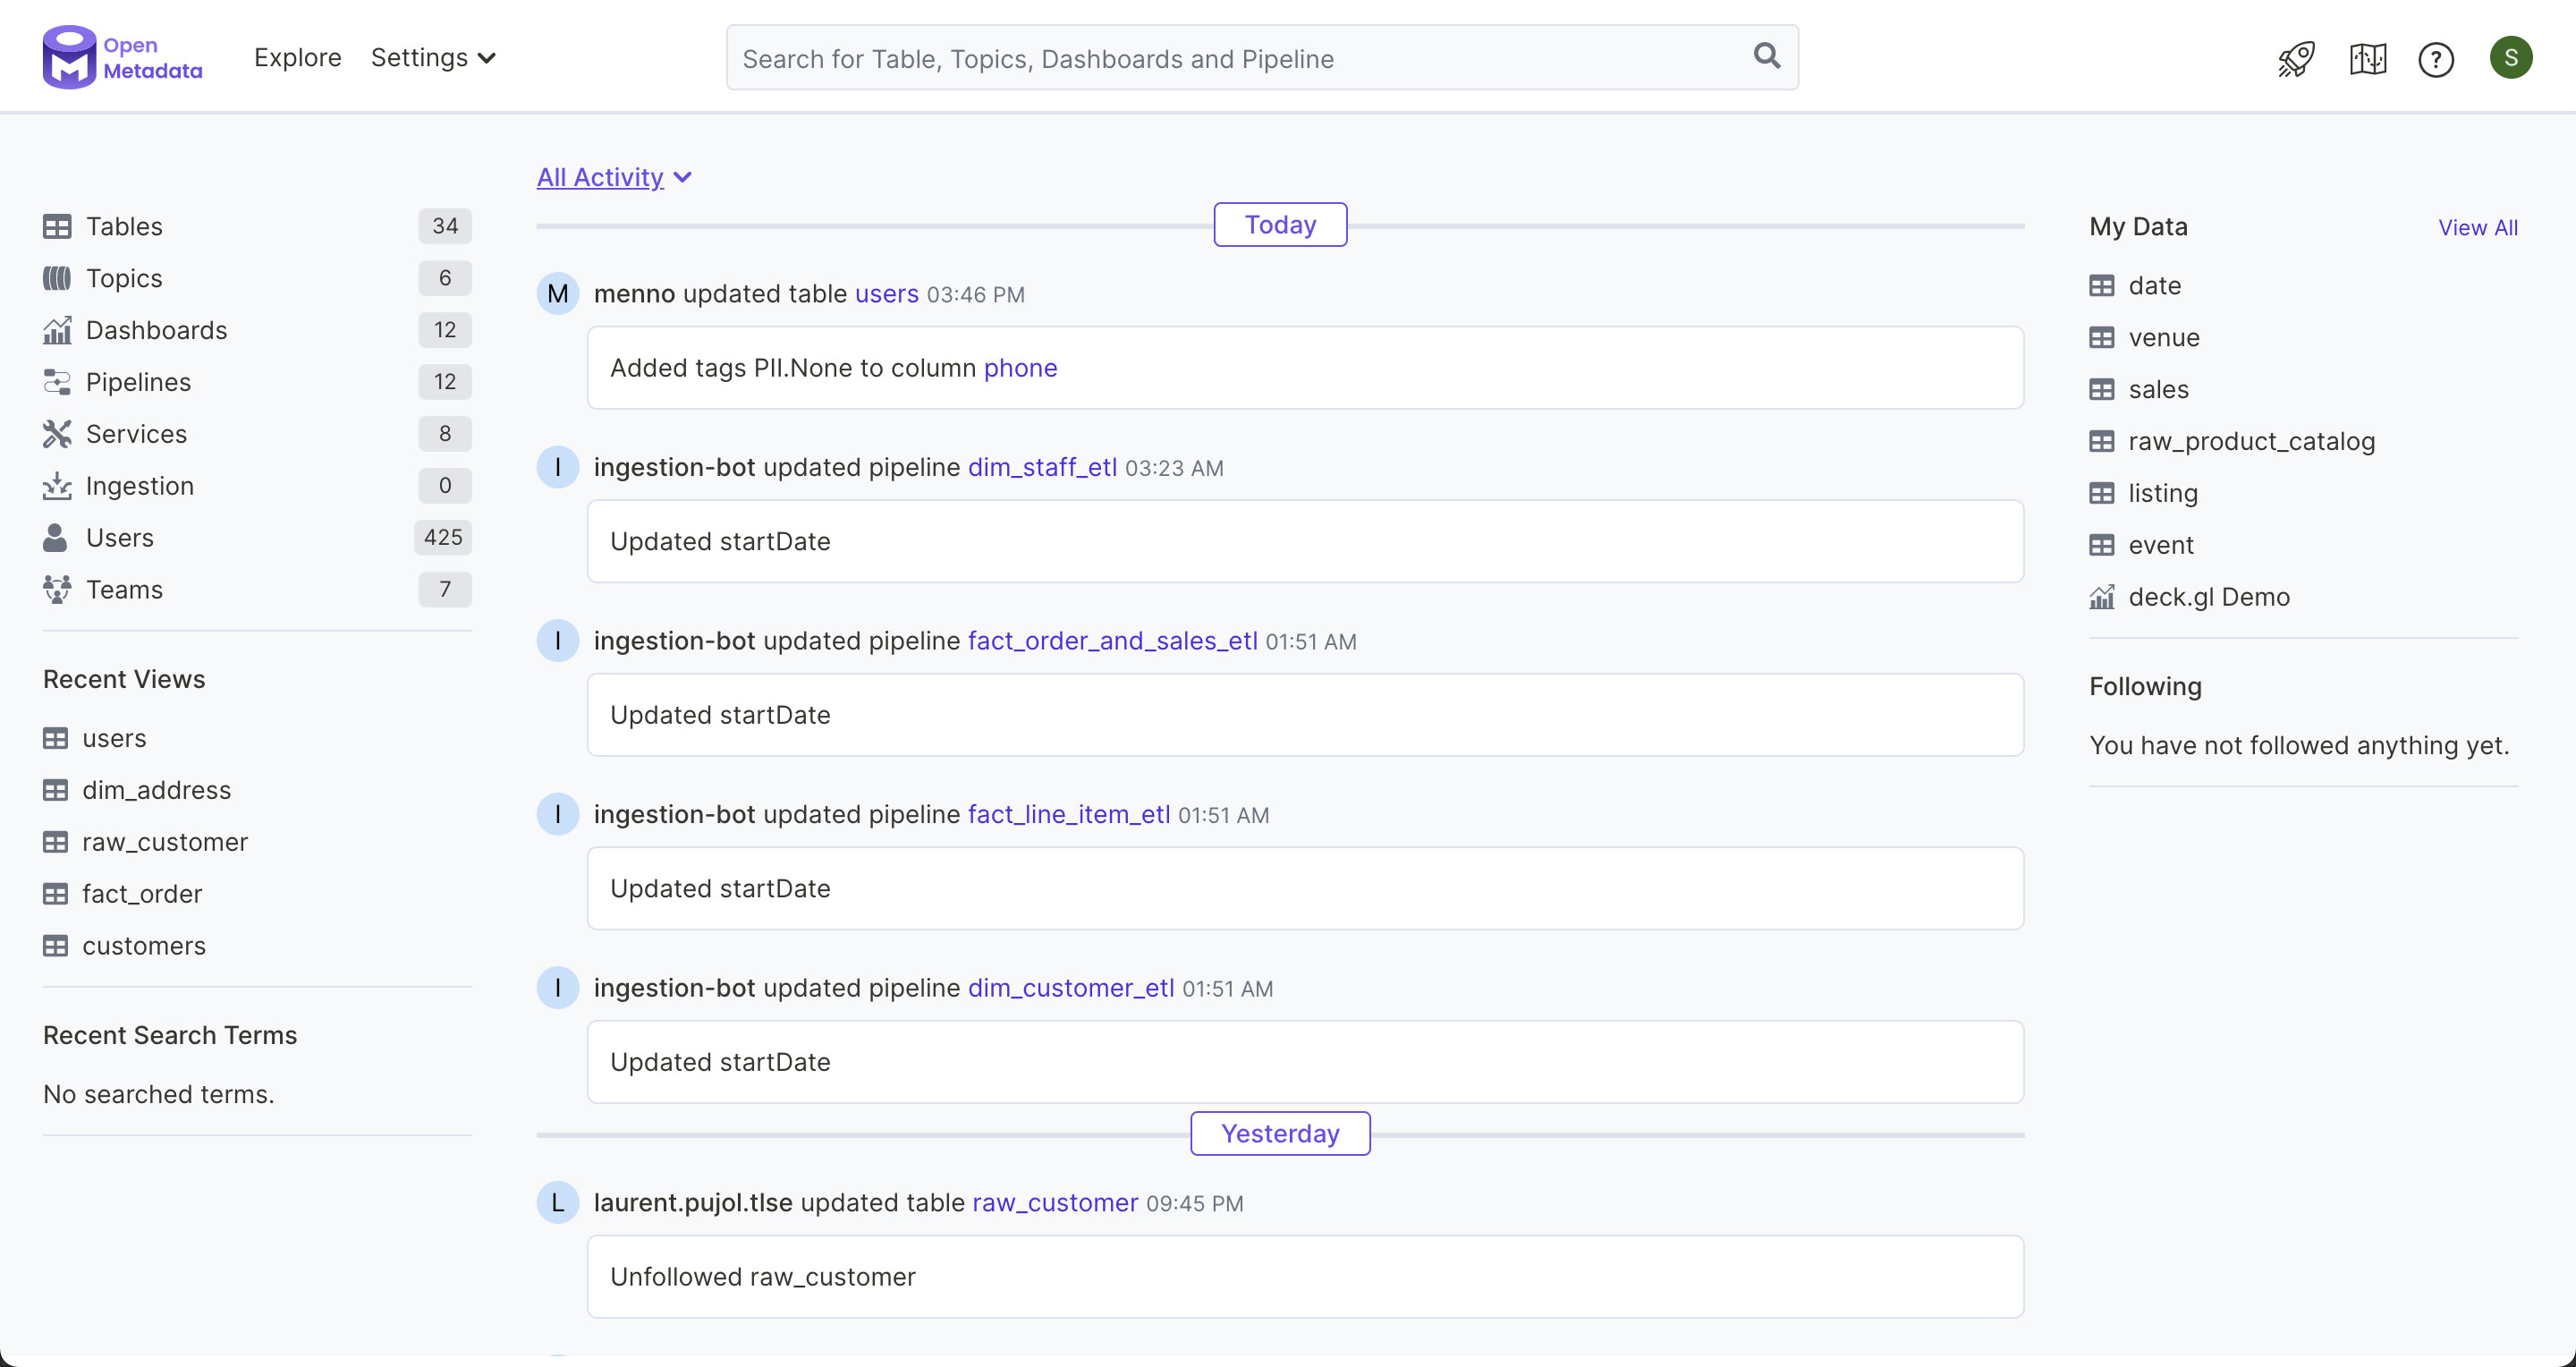 Open
Metadata
Explore
Settings
Search for Table, Topics, Dashboards and Pipeline
?
S
Tables 34
Topics 6
Dashboards 12
Pipelines 12
Services 8
Ingestion 0
Users 425
Teams 7
Recent Views
users
dim_address
raw_customer
fact_order
customers
Recent Search Terms
No searched terms.
All Activity
Today
M menno updated table users 03:46 PM
Added tags PII.None to column phone
I ingestion-bot updated pipeline dim_staff_etl 03:23 AM
Updated startDate
I ingestion-bot updated pipeline fact_order_and_sales_etl 01:51 AM
Updated startDate
I ingestion-bot updated pipeline fact_line_item_etl 01:51 AM
Updated startDate
I ingestion-bot updated pipeline dim_customer_etl 01:51 AM
Updated startDate
Yesterday
L laurent.pujol.tlse updated table raw_customer 09:45 PM
Unfollowed raw_customer
My Data View All
date
venue
sales
raw_product_catalog
listing
event
deck.gl Demo
Following
You have not followed anything yet.